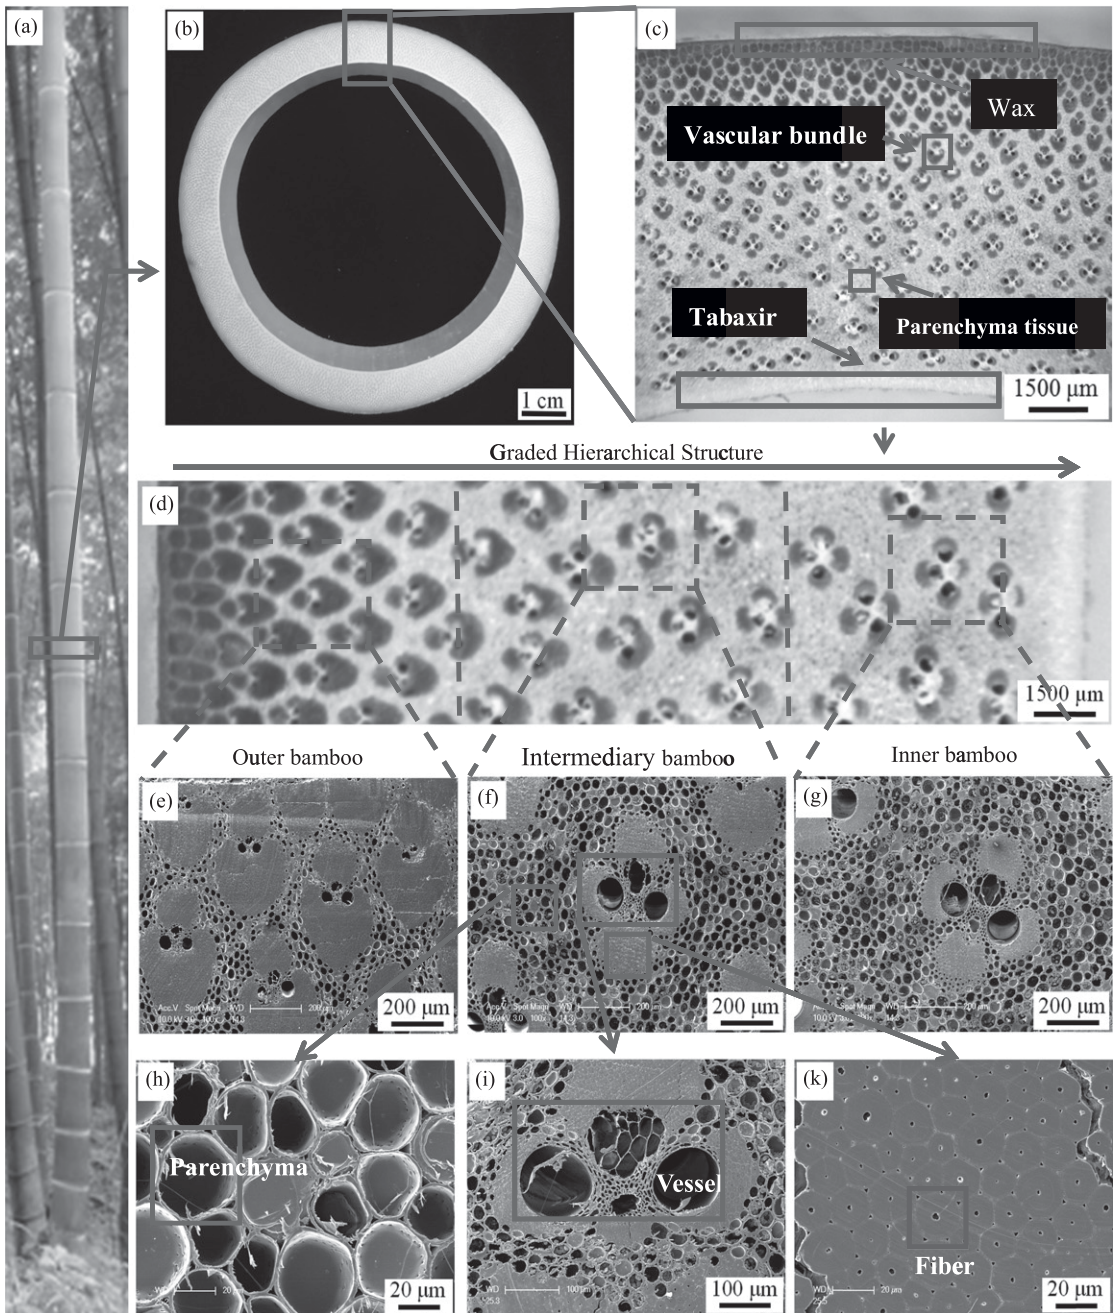 (a)
(b)
(c)
Wax
Vascular bundle
Tabaxir
Parenchyma tissue
1 cm
1500 μm
Graded Hierarchical Structure
(d)
1500 μm
Outer bamboo
Intermediary bamboo
Inner bamboo
(e)
(f)
(g)
200 μm
200 μm
200 μm
(h)
(i)
(k)
Parenchyma
Vessel
Fiber
20 μm
100 μm
20 μm